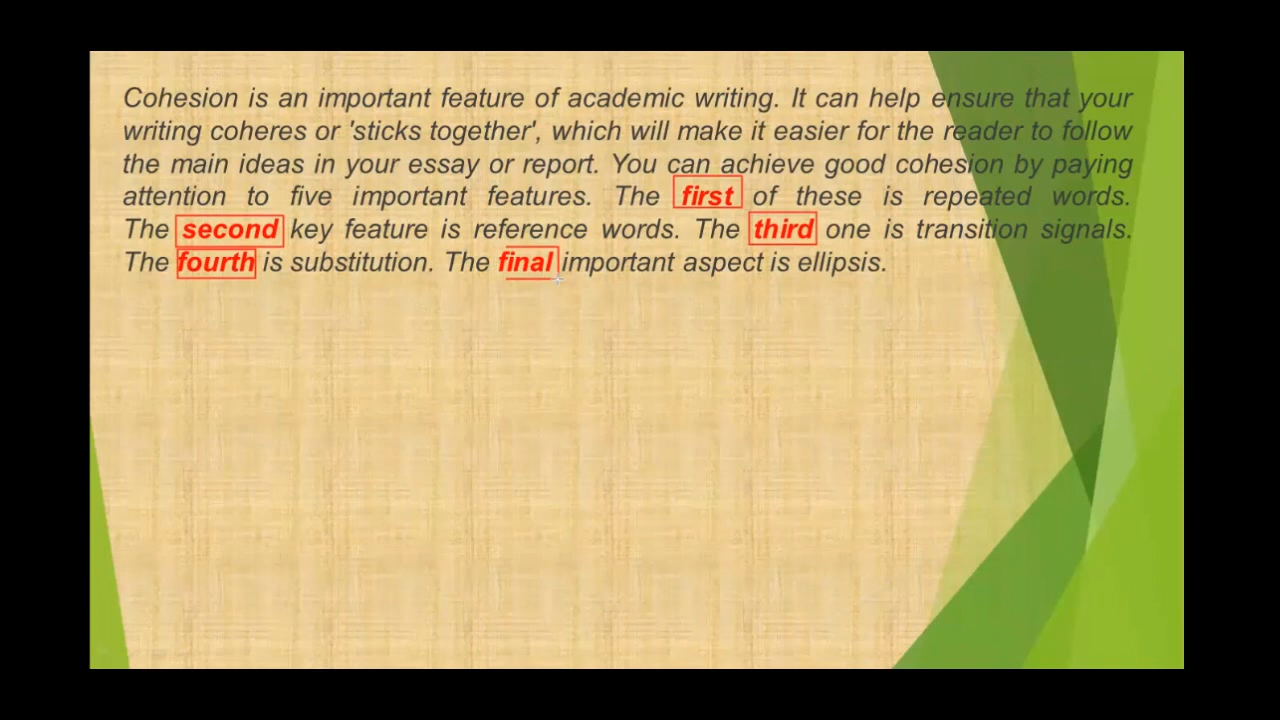 Cohesion is an important feature of academic writing. It can help ensure that your
writing coheres or 'sticks together', which will make it easier for the reader to follow
the main ideas in your essay or report. You can achieve good cohesion by paying
attention to five important features. The first of these is repeated words.
The second key feature is reference words. The third one is transition signals.
The fourth is substitution. The final important aspect is ellipsis.